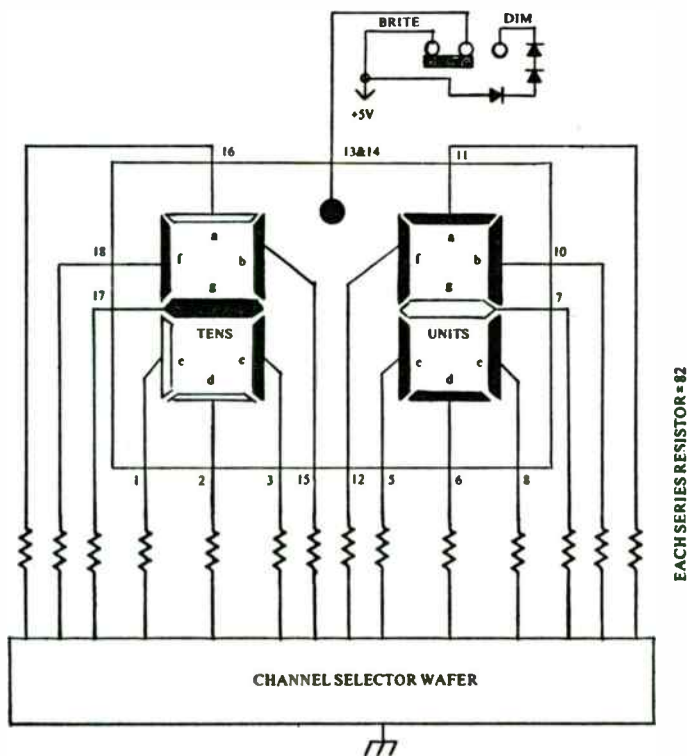 BRITE
DIM
+5V
16
13&14
11
a
a
18
f
b
f
b
10
17
g
g
7
TENS
UNITS
c
c
c
c
d
d
1
2
3
15
12
5
6
8
EACH SERIES RESISTOR = 82
CHANNEL SELECTOR WAFER